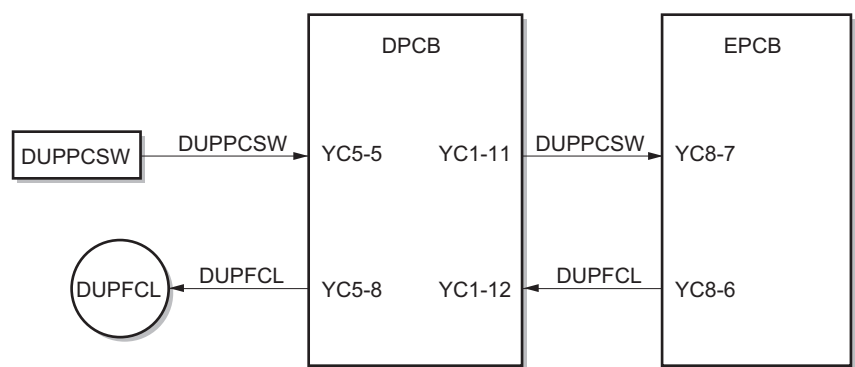 DPCB
EPCB
DUPPCSW
DUPPCSW
YC5-5
YC1-11
DUPPCSW
YC8-7
DUPFCL
DUPFCL
YC5-8
YC1-12
DUPFCL
YC8-6